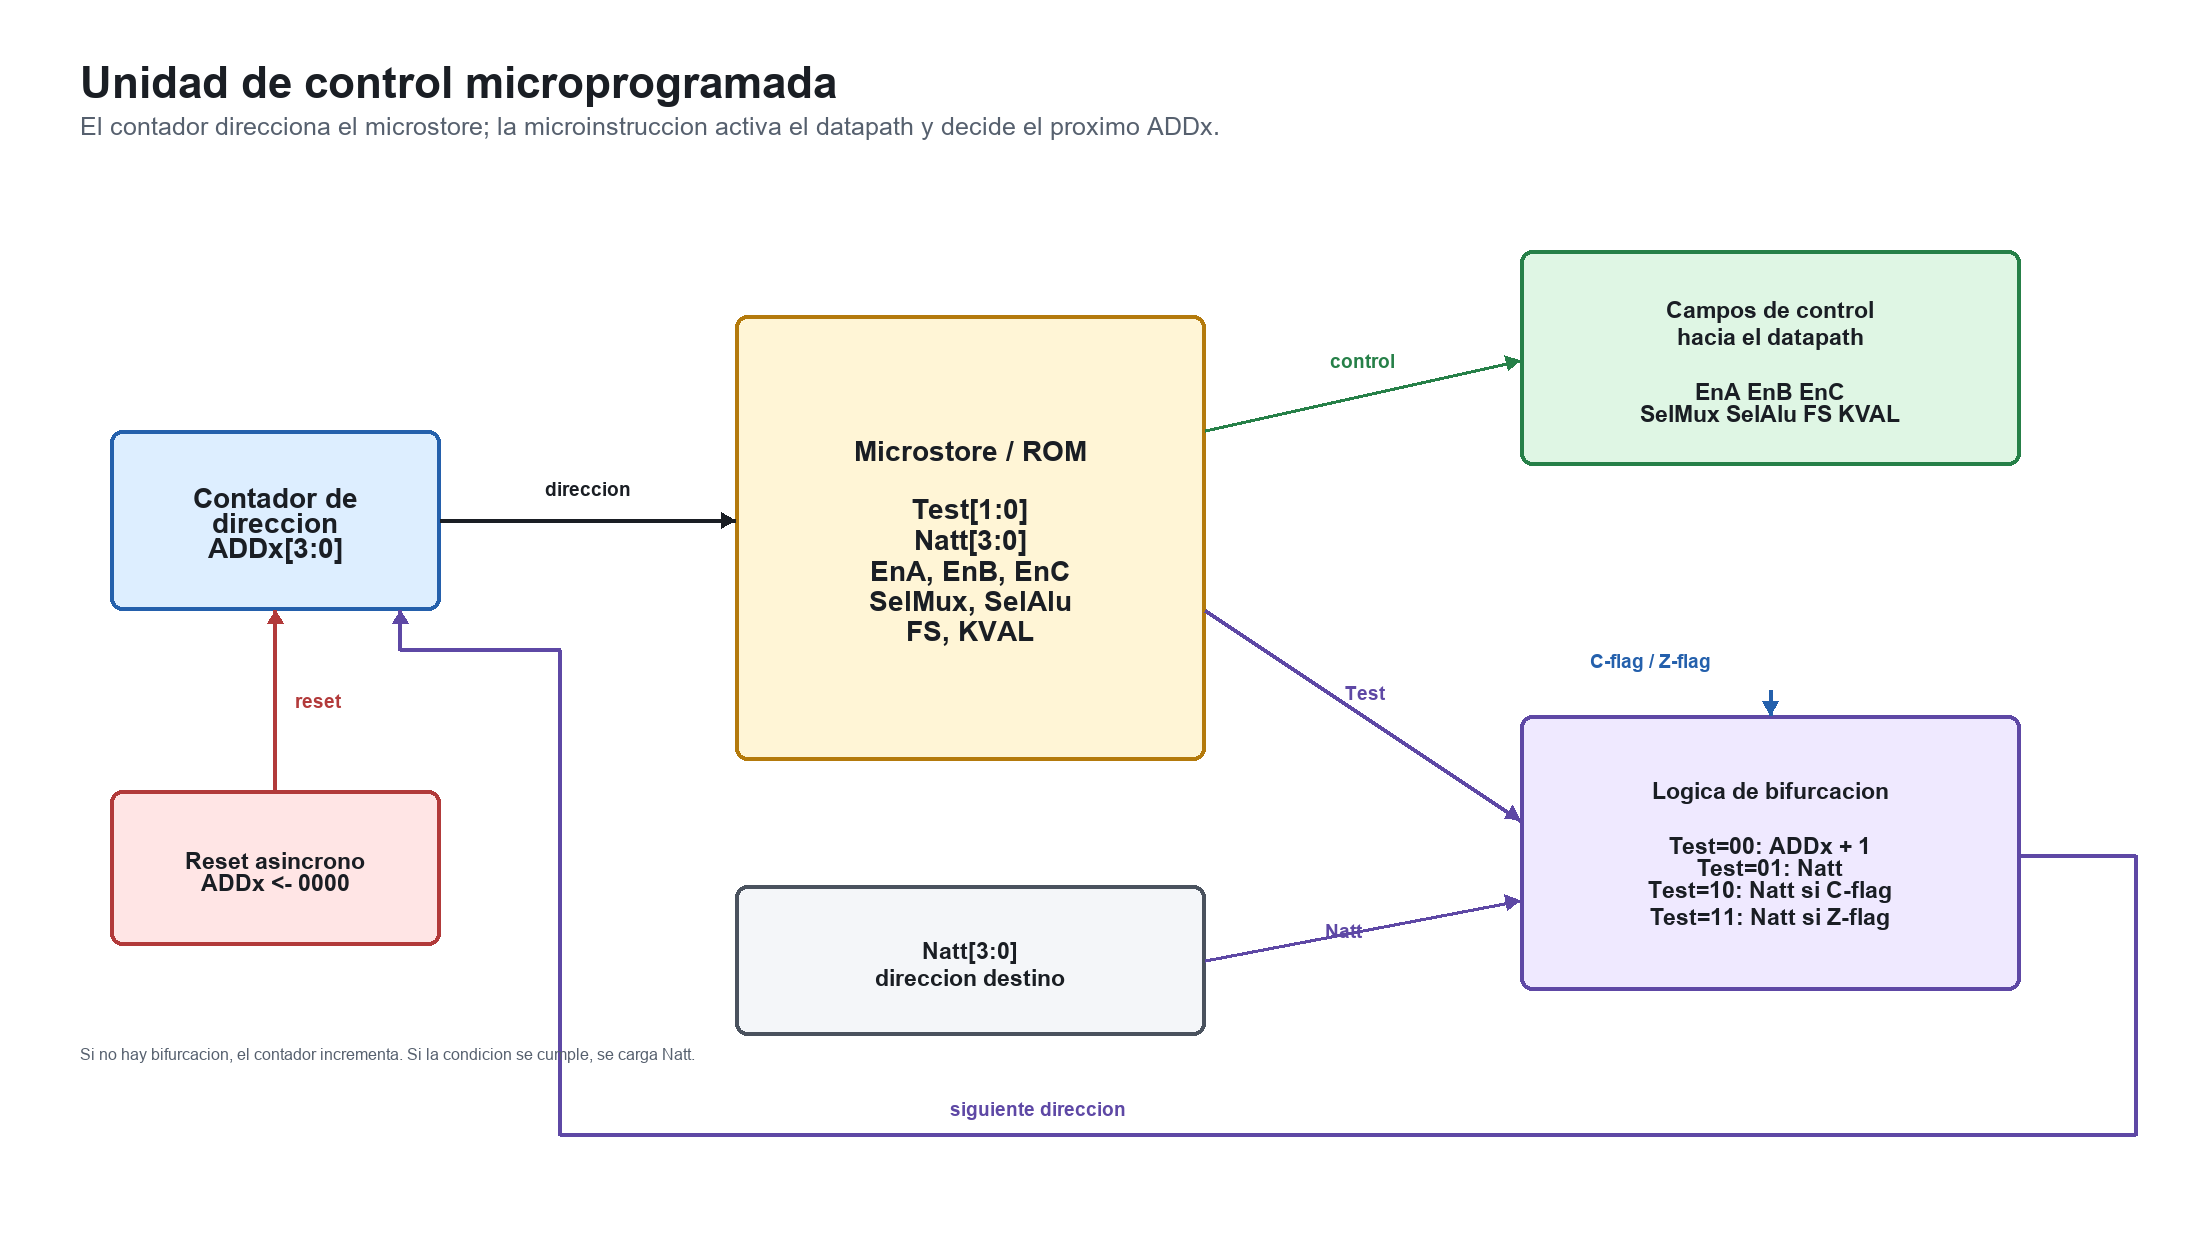 Unidad de control microprogramada
El contador direcciona el microstore; la microinstruccion activa el datapath y decide el proximo ADDx.
Campos de control
hacia el datapath
EnA EnB EnC
SelMux SelAlu FS KVAL
control
Microstore / ROM
Test[1:0]
Natt[3:0]
EnA, EnB, EnC
SelMux, SelAlu
FS, KVAL
direccion
Contador de
direccion
ADDx[3:0]
reset
Test
C-flag / Z-flag
Logica de bifurcacion
Test=00: ADDx + 1
Test=01: Natt
Test=10: Natt si C-flag
Test=11: Natt si Z-flag
Reset asincrono
ADDx <- 0000
Natt
Natt[3:0]
direccion destino
Si no hay bifurcacion, el contador incrementa. Si la condicion se cumple, se carga Natt.
siguiente direccion